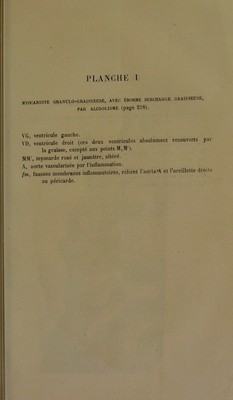 PLANCHE I
MYOCARDITE GRANULO-GRAISSEUSE, AVEC ÉNORME SURCHARGE GRAISSEUSE,
PAR ALCOOLISME (page 228).
VG, ventricule gauche.
VD, ventricule droit (ces deux ventricules absolument recouverts par
la graisse, excepté aux points M,M').
MM', myocarde rosé et jaunâtre, altéré.
A, aorte vascularisée par l'inflammation.
fm, fausses membranes inflammatoires, reliant l'aorte et l'oreillette droite
au péricarde.